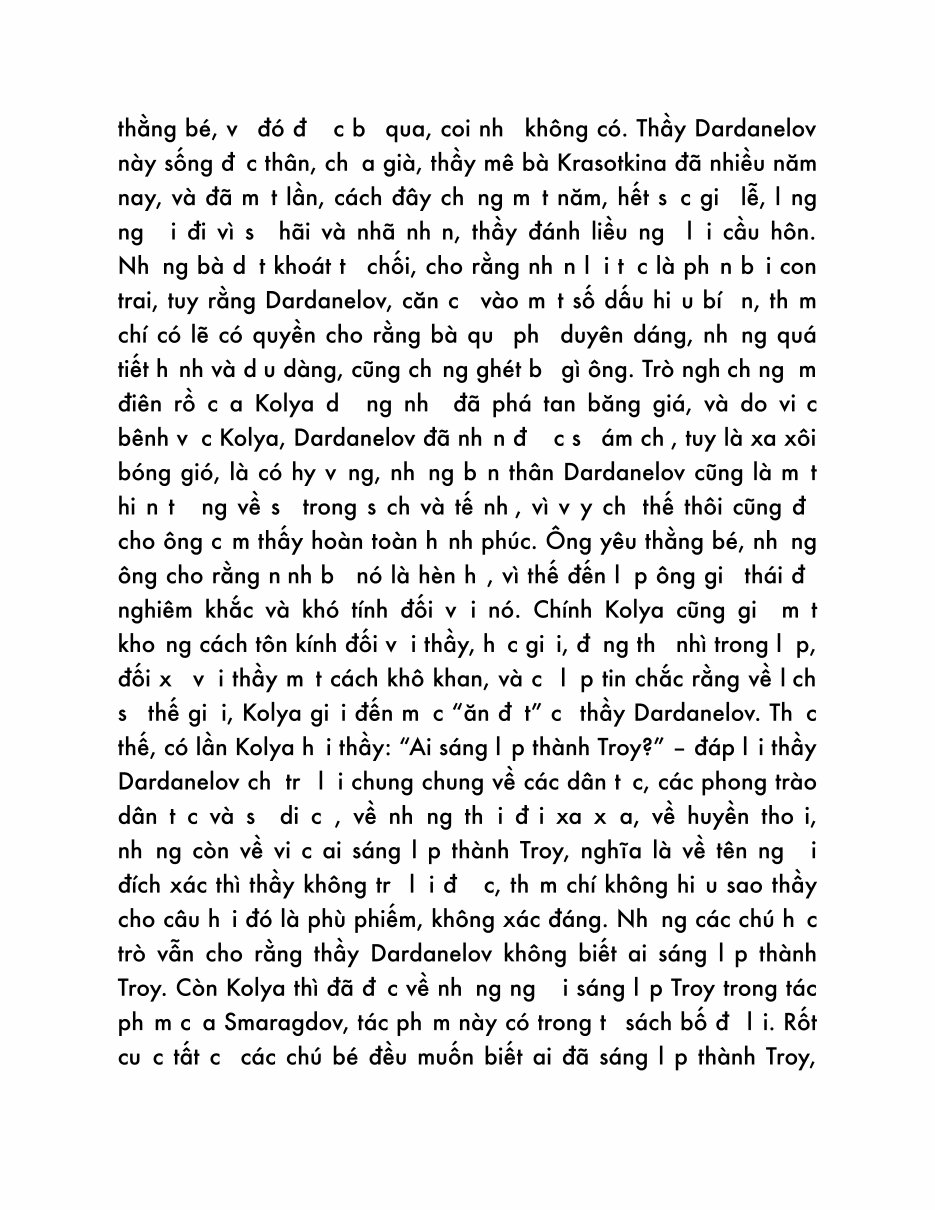 thằng bé, v  đó đ  c b  qua, coi nh  không có. Thầy Dardanelov
này sống đ c thân, ch a già, thầy mê bà Krasotkina đã nhiều năm
nay, và đã m t lần, cách đây ch ng m t năm, hết s c gi  lễ, l ng
ng  i đi vì s  hãi và nhã nh n, thầy đánh liều ng  l i cầu hôn.
Nh ng bà d t khoát t  chối, cho rằng nh n l i t c là ph n b i con
trai, tuy rằng Dardanelov, căn c  vào m t số dấu hi u bí  n, th m
chí có lẽ có quyền cho rằng bà qu  ph  duyên dáng, nh ng quá
tiết h nh và d u dàng, cũng ch ng ghét b  gì ông. Trò ngh ch ng  m
điên rồ c a Kolya d  ng nh  đã phá tan băng giá, và do vi c
bênh v c Kolya, Dardanelov đã nh n đ  c s  ám ch , tuy là xa xôi
bóng gió, là có hy v ng, nh ng b n thân Dardanelov cũng là m t
hi n t  ng về s  trong s ch và tế nh , vì v y ch  thế thôi cũng đ
cho ông c m thấy hoàn toàn h nh phúc. Ông yêu thằng bé, nh ng
ông cho rằng n nh b  nó là hèn h , vì thế đến l p ông gi  thái đ
nghiêm khắc và khó tính đối v i nó. Chính Kolya cũng gi  m t
kho ng cách tôn kính đối v i thầy, h c gi i, đ ng th  nhì trong l p,
đối x  v i thầy m t cách khô khan, và c  l p tin chắc rằng về l ch
s  thế gi i, Kolya gi i đến m c “ăn đ t” c  thầy Dardanelov. Th c
thế, có lần Kolya h i thầy: “Ai sáng l p thành Troy?” – đáp l i thầy
Dardanelov ch  tr  l i chung chung về các dân t c, các phong trào
dân t c và s  di c , về nh ng th i đ i xa x a, về huyền tho i,
nh ng còn về vi c ai sáng l p thành Troy, nghĩa là về tên ng  i
đích xác thì thầy không tr  l i đ  c, th m chí không hi u sao thầy
cho câu h i đó là phù phiếm, không xác đáng. Nh ng các chú h c
trò vẫn cho rằng thầy Dardanelov không biết ai sáng l p thành
Troy. Còn Kolya thì đã đ c về nh ng ng  i sáng l p Troy trong tác
ph m c a Smaragdov, tác ph m này có trong t  sách bố đ  l i. Rốt
cu c tất c  các chú bé đều muốn biết ai đã sáng l p thành Troy,